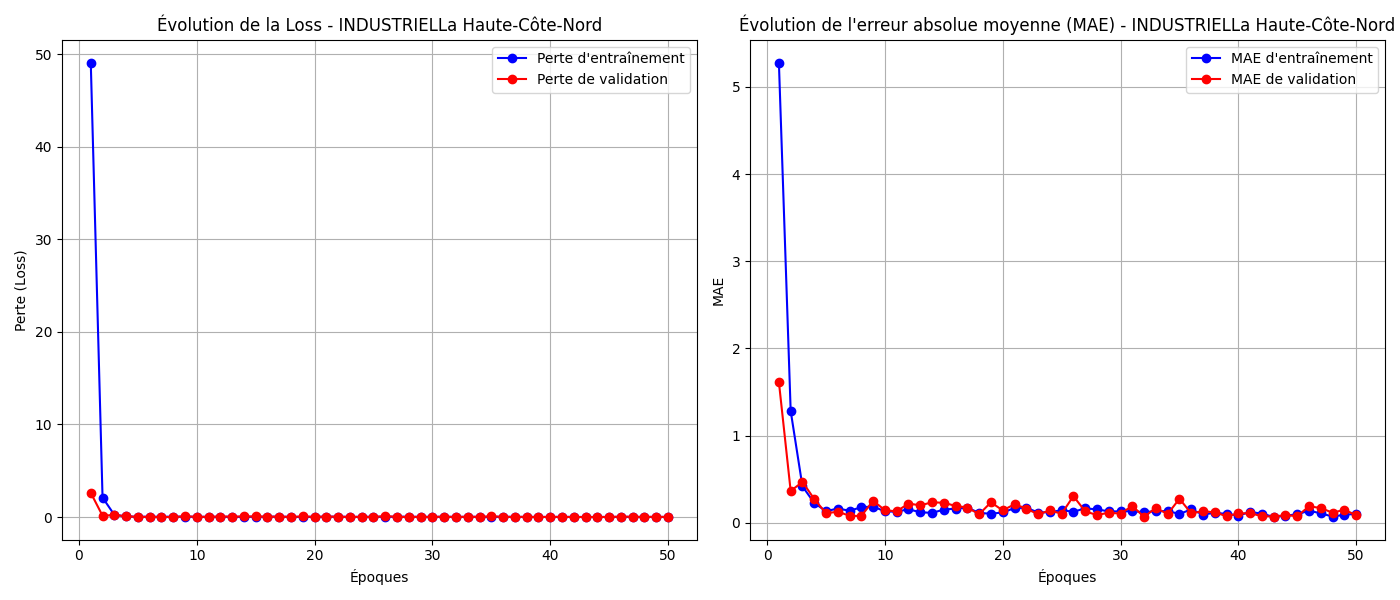 Évolution de la Loss - INDUSTRIELLa Haute-Côte-Nord
Perte d'entraînement
Perte de validation
50
40
30
20
10
0
Perte (Loss)
0 10 20 30 40 50
Époques
Évolution de l'erreur absolue moyenne (MAE) - INDUSTRIELLa Haute-Côte-Nord
MAE d'entraînement
MAE de validation
5
4
3
2
1
0
MAE
0 10 20 30 40 50
Époques